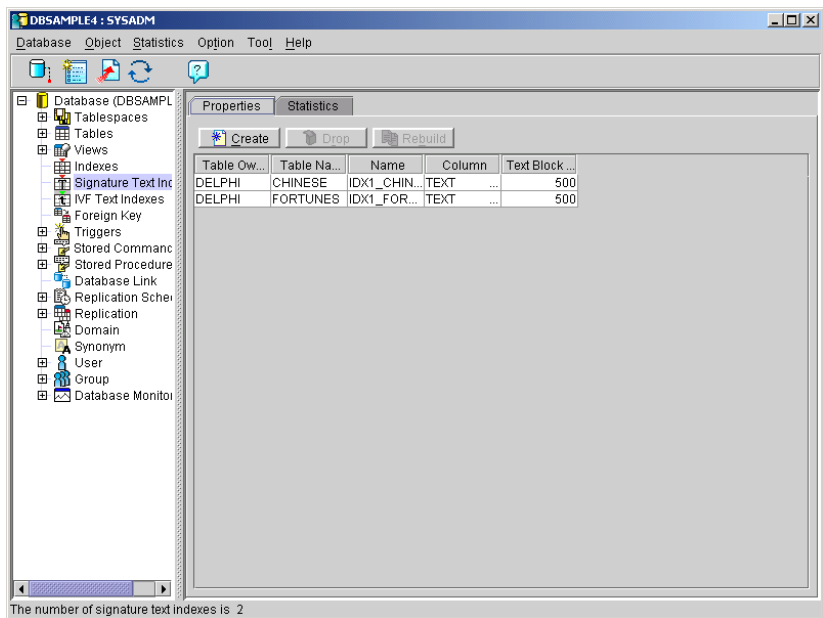 DBSAMPLE4 : SYSADM
Database Object Statistics Option Tool Help
Database (DBSAMPL
Tablespaces
Tables
Views
Indexes
Signature Text Inc
IVF Text Indexes
Foreign Key
Triggers
Stored Commanc
Stored Procedure
Database Link
Replication Sche
Replication
Domain
Synonym
User
Group
Database Monitor
Properties Statistics
Create Drop Rebuild
Table Ow... Table Na... Name Column Text Block ...
DELPHI CHINESE IDX1_CHIN... TEXT ... 500
DELPHI FORTUNES IDX1_FOR... TEXT ... 500
The number of signature text indexes is 2